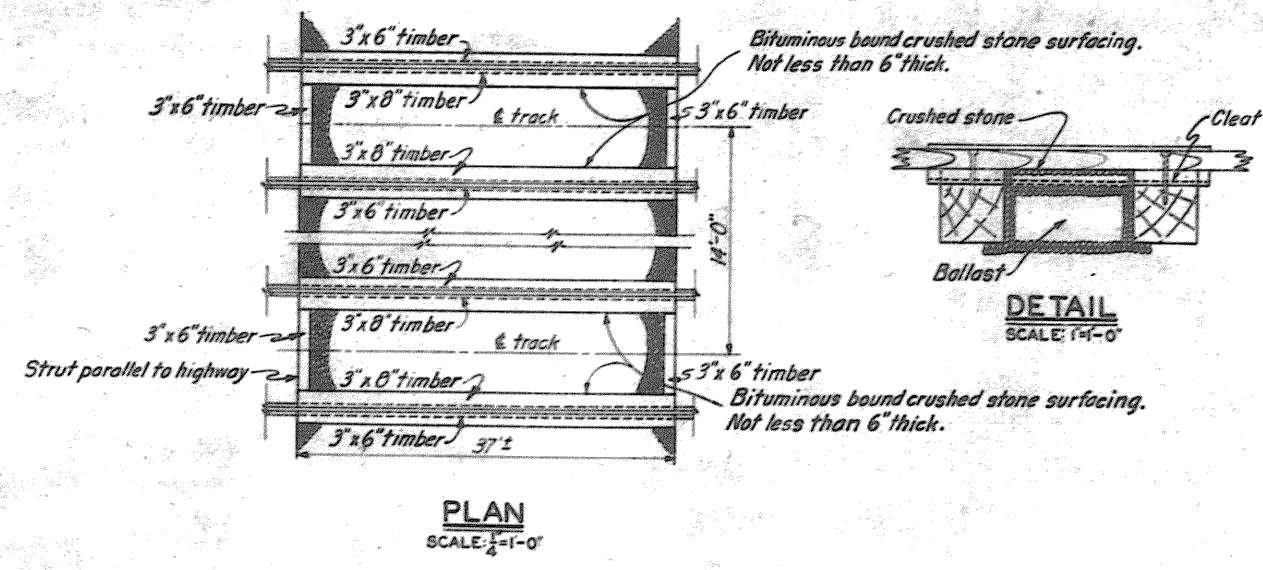 3"x6" timber
Bituminous bound crushed stone surfacing.
Not less than 6" thick.
3"x6" timber
3"x8" timber
℄ track
3"x6" timber
3"x8" timber
3"x6" timber
14'-0"
3"x6" timber
3"x8" timber
3"x6" timber
℄ track
Strut parallel to highway
3"x8" timber
3"x6" timber
Bituminous bound crushed stone surfacing.
Not less than 6" thick.
3"x6" timber
37'±
PLAN
SCALE: 1/4"=1'-0"
Crushed stone
Cleat
Ballast
DETAIL
SCALE: 1"=1'-0"